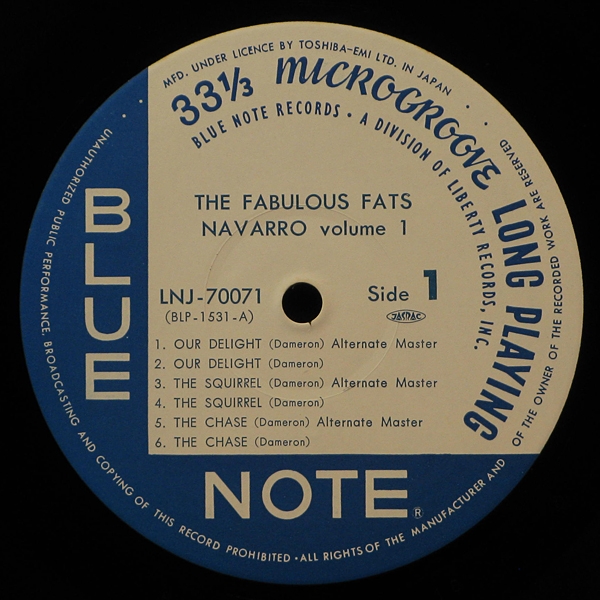 MFD. UNDER LICENCE BY TOSHIBA-EMI LTD. IN JAPAN
33⅓ MICROGROOVE LONG PLAYING
BLUE NOTE RECORDS • A DIVISION OF LIBERTY RECORDS, INC.
THE FABULOUS FATS
NAVARRO volume 1
LNJ-70071
(BLP-1531-A)
Side 1
JASRAC
1. OUR DELIGHT (Dameron) Alternate Master
2. OUR DELIGHT (Dameron)
3. THE SQUIRREL (Dameron) Alternate Master
4. THE SQUIRREL (Dameron)
5. THE CHASE (Dameron) Alternate Master
6. THE CHASE (Dameron)
BLUE
NOTE®
UNAUTHORIZED PUBLIC PERFORMANCE, BROADCASTING AND COPYING OF THIS RECORD PROHIBITED • ALL RIGHTS OF THE MANUFACTURER AND OF THE OWNER OF THE RECORDED WORK ARE RESERVED